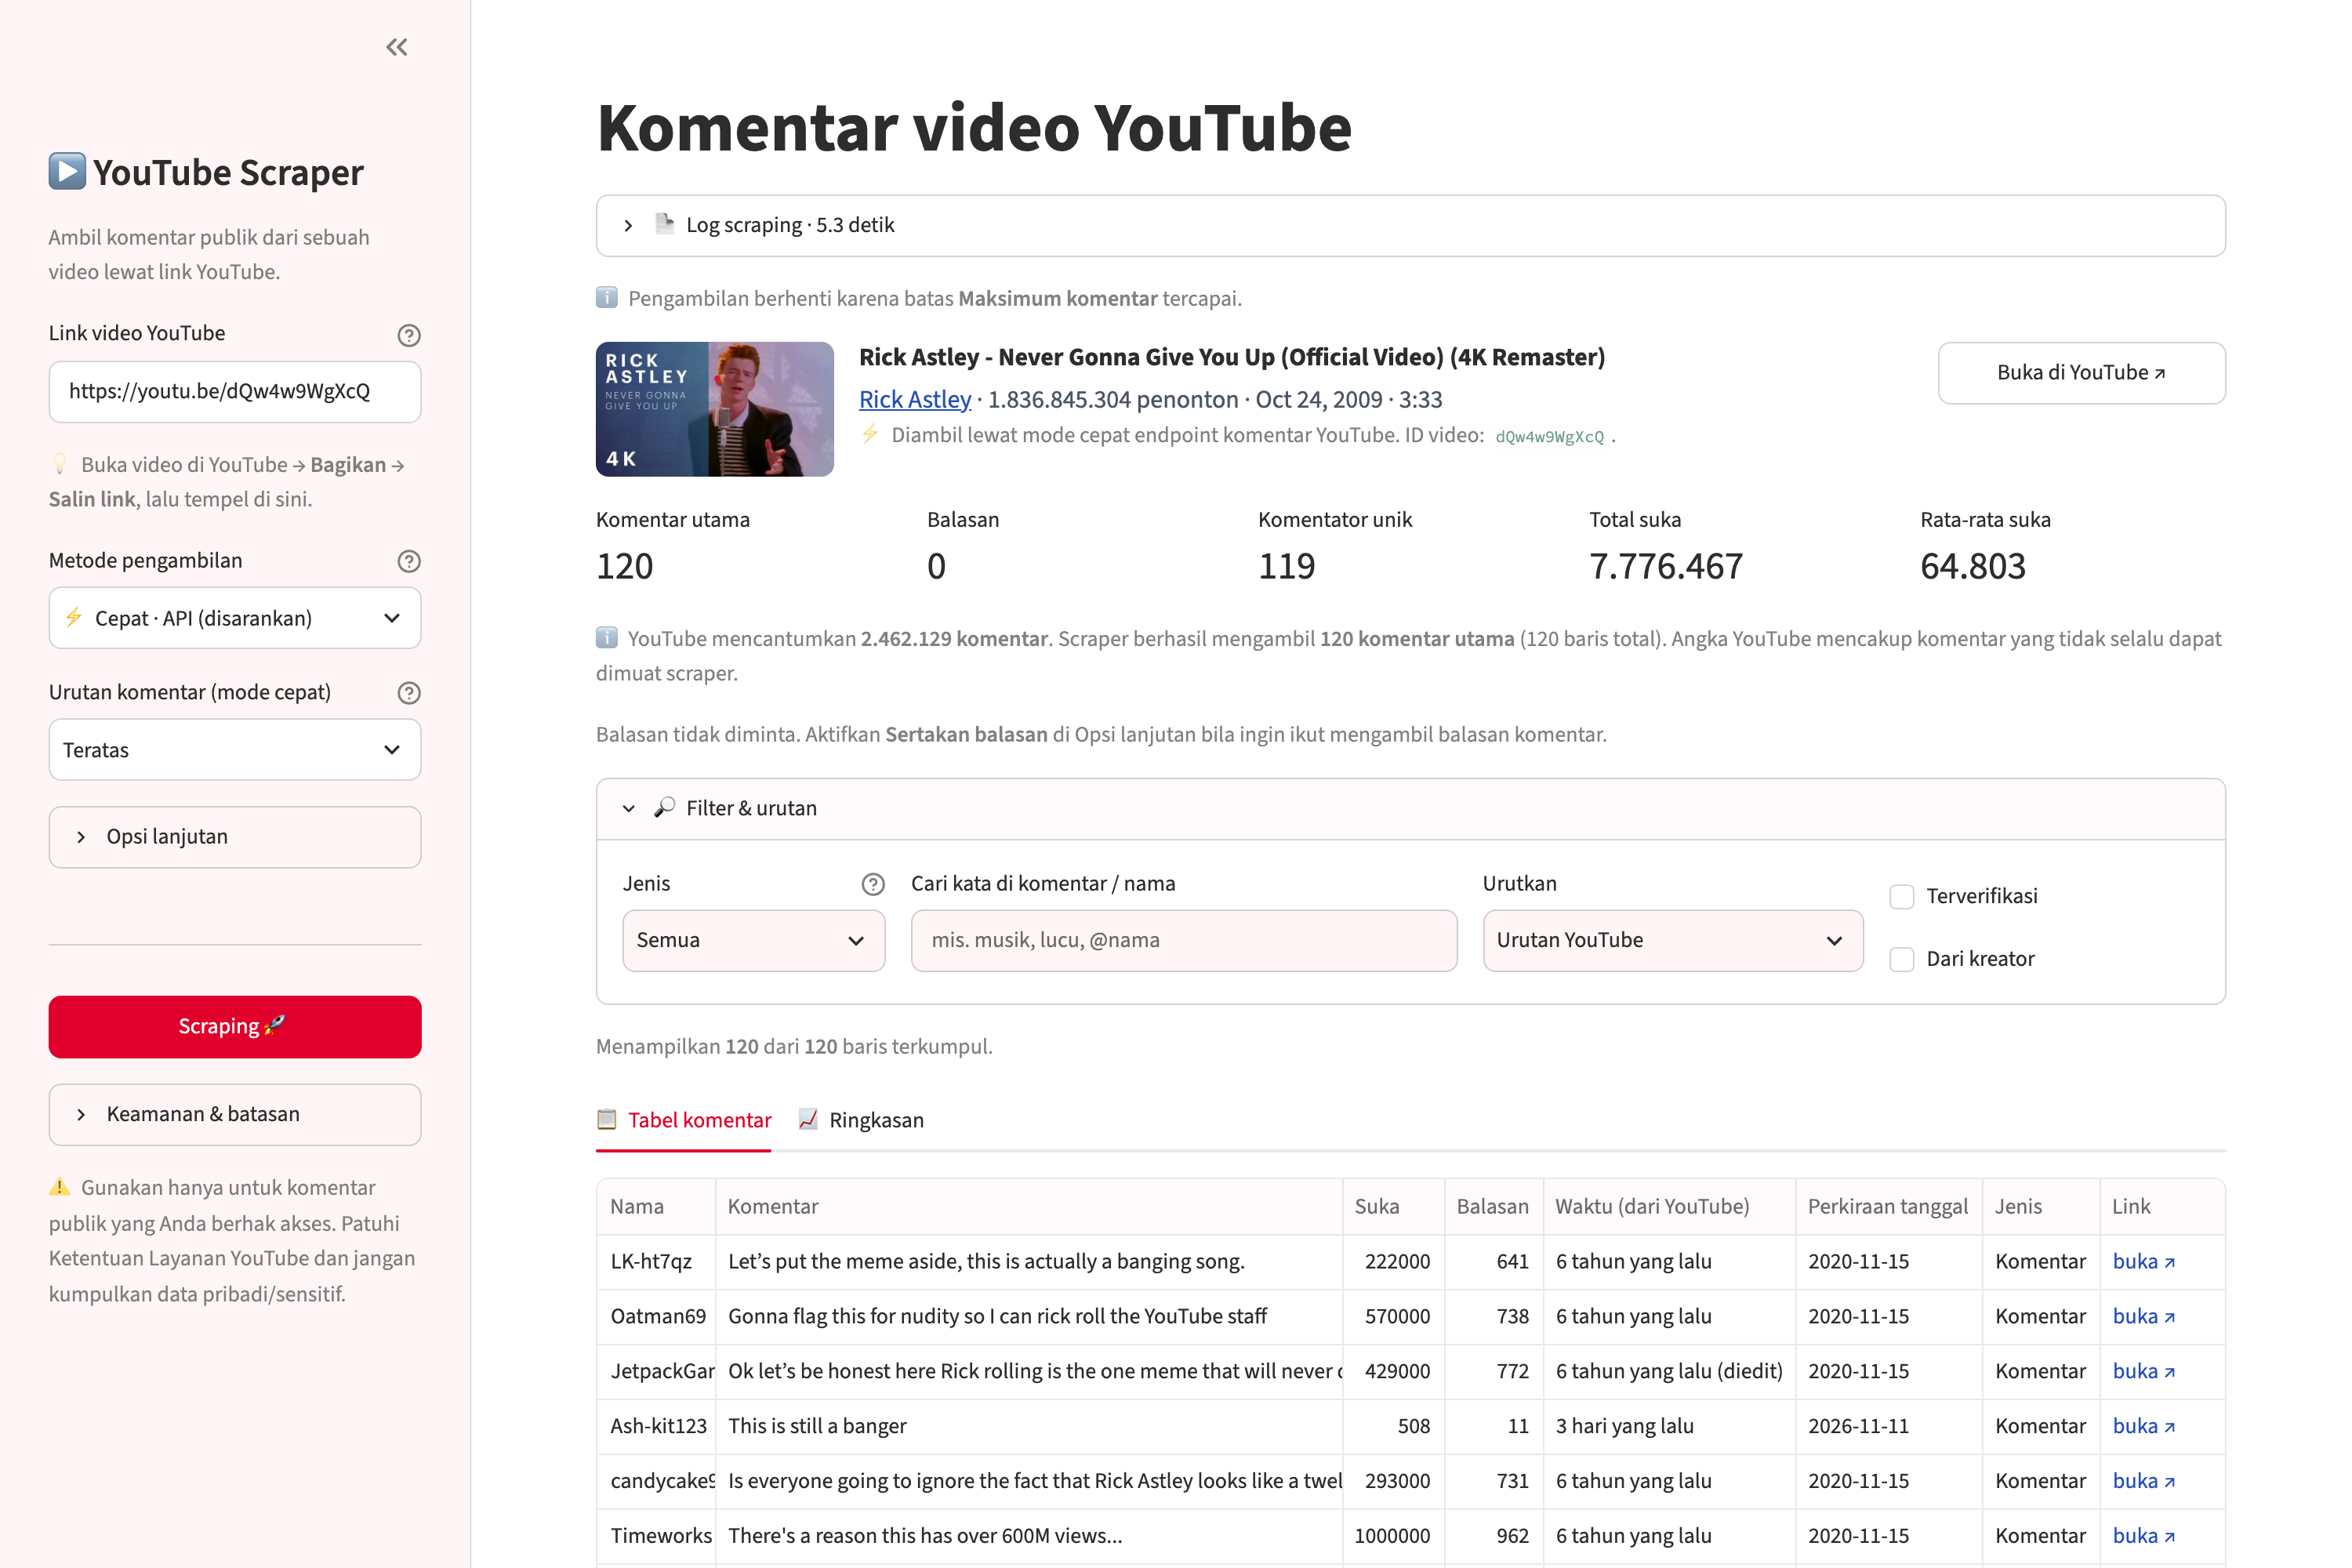 YouTube Scraper
Ambil komentar publik dari sebuah
video lewat link YouTube.
Link video YouTube
https://youtu.be/dQw4w9WgXcQ
Buka video di YouTube → Bagikan →
Salin link, lalu tempel di sini.
Metode pengambilan
Cepat · API (disarankan)
Urutan komentar (mode cepat)
Teratas
Opsi lanjutan
Scraping
Keamanan & batasan
Gunakan hanya untuk komentar
publik yang Anda berhak akses. Patuhi
Ketentuan Layanan YouTube dan jangan
kumpulkan data pribadi/sensitif.
Komentar video YouTube
Log scraping · 5.3 detik
Pengambilan berhenti karena batas Maksimum komentar tercapai.
RICK
ASTLEY
NEVER GONNA
GIVE YOU UP
4K
Rick Astley - Never Gonna Give You Up (Official Video) (4K Remaster)
Rick Astley · 1.836.845.304 penonton · Oct 24, 2009 · 3:33
Diambil lewat mode cepat endpoint komentar YouTube. ID video: dQw4w9WgXcQ .
Buka di YouTube ↗
Komentar utama Balasan Komentator unik Total suka Rata-rata suka
120 0 119 7.776.467 64.803
YouTube mencantumkan 2.462.129 komentar. Scraper berhasil mengambil 120 komentar utama (120 baris total). Angka YouTube mencakup komentar yang tidak selalu dapat
dimuat scraper.
Balasan tidak diminta. Aktifkan Sertakan balasan di Opsi lanjutan bila ingin ikut mengambil balasan komentar.
Filter & urutan
Jenis Cari kata di komentar / nama Urutkan
Semua mis. musik, lucu, @nama Urutan YouTube
Terverifikasi
Dari kreator
Menampilkan 120 dari 120 baris terkumpul.
Tabel komentar Ringkasan
Nama Komentar Suka Balasan Waktu (dari YouTube) Perkiraan tanggal Jenis Link
LK-ht7qz Let’s put the meme aside, this is actually a banging song. 222000 641 6 tahun yang lalu 2020-11-15 Komentar buka ↗
Oatman69 Gonna flag this for nudity so I can rick roll the YouTube staff 570000 738 6 tahun yang lalu 2020-11-15 Komentar buka ↗
JetpackGar Ok let’s be honest here Rick rolling is the one meme that will never 429000 772 6 tahun yang lalu (diedit) 2020-11-15 Komentar buka ↗
Ash-kit123 This is still a banger 508 11 3 hari yang lalu 2026-11-11 Komentar buka ↗
candycake9 Is everyone going to ignore the fact that Rick Astley looks like a twel 293000 731 6 tahun yang lalu 2020-11-15 Komentar buka ↗
Timeworks There's a reason this has over 600M views... 1000000 962 6 tahun yang lalu 2020-11-15 Komentar buka ↗